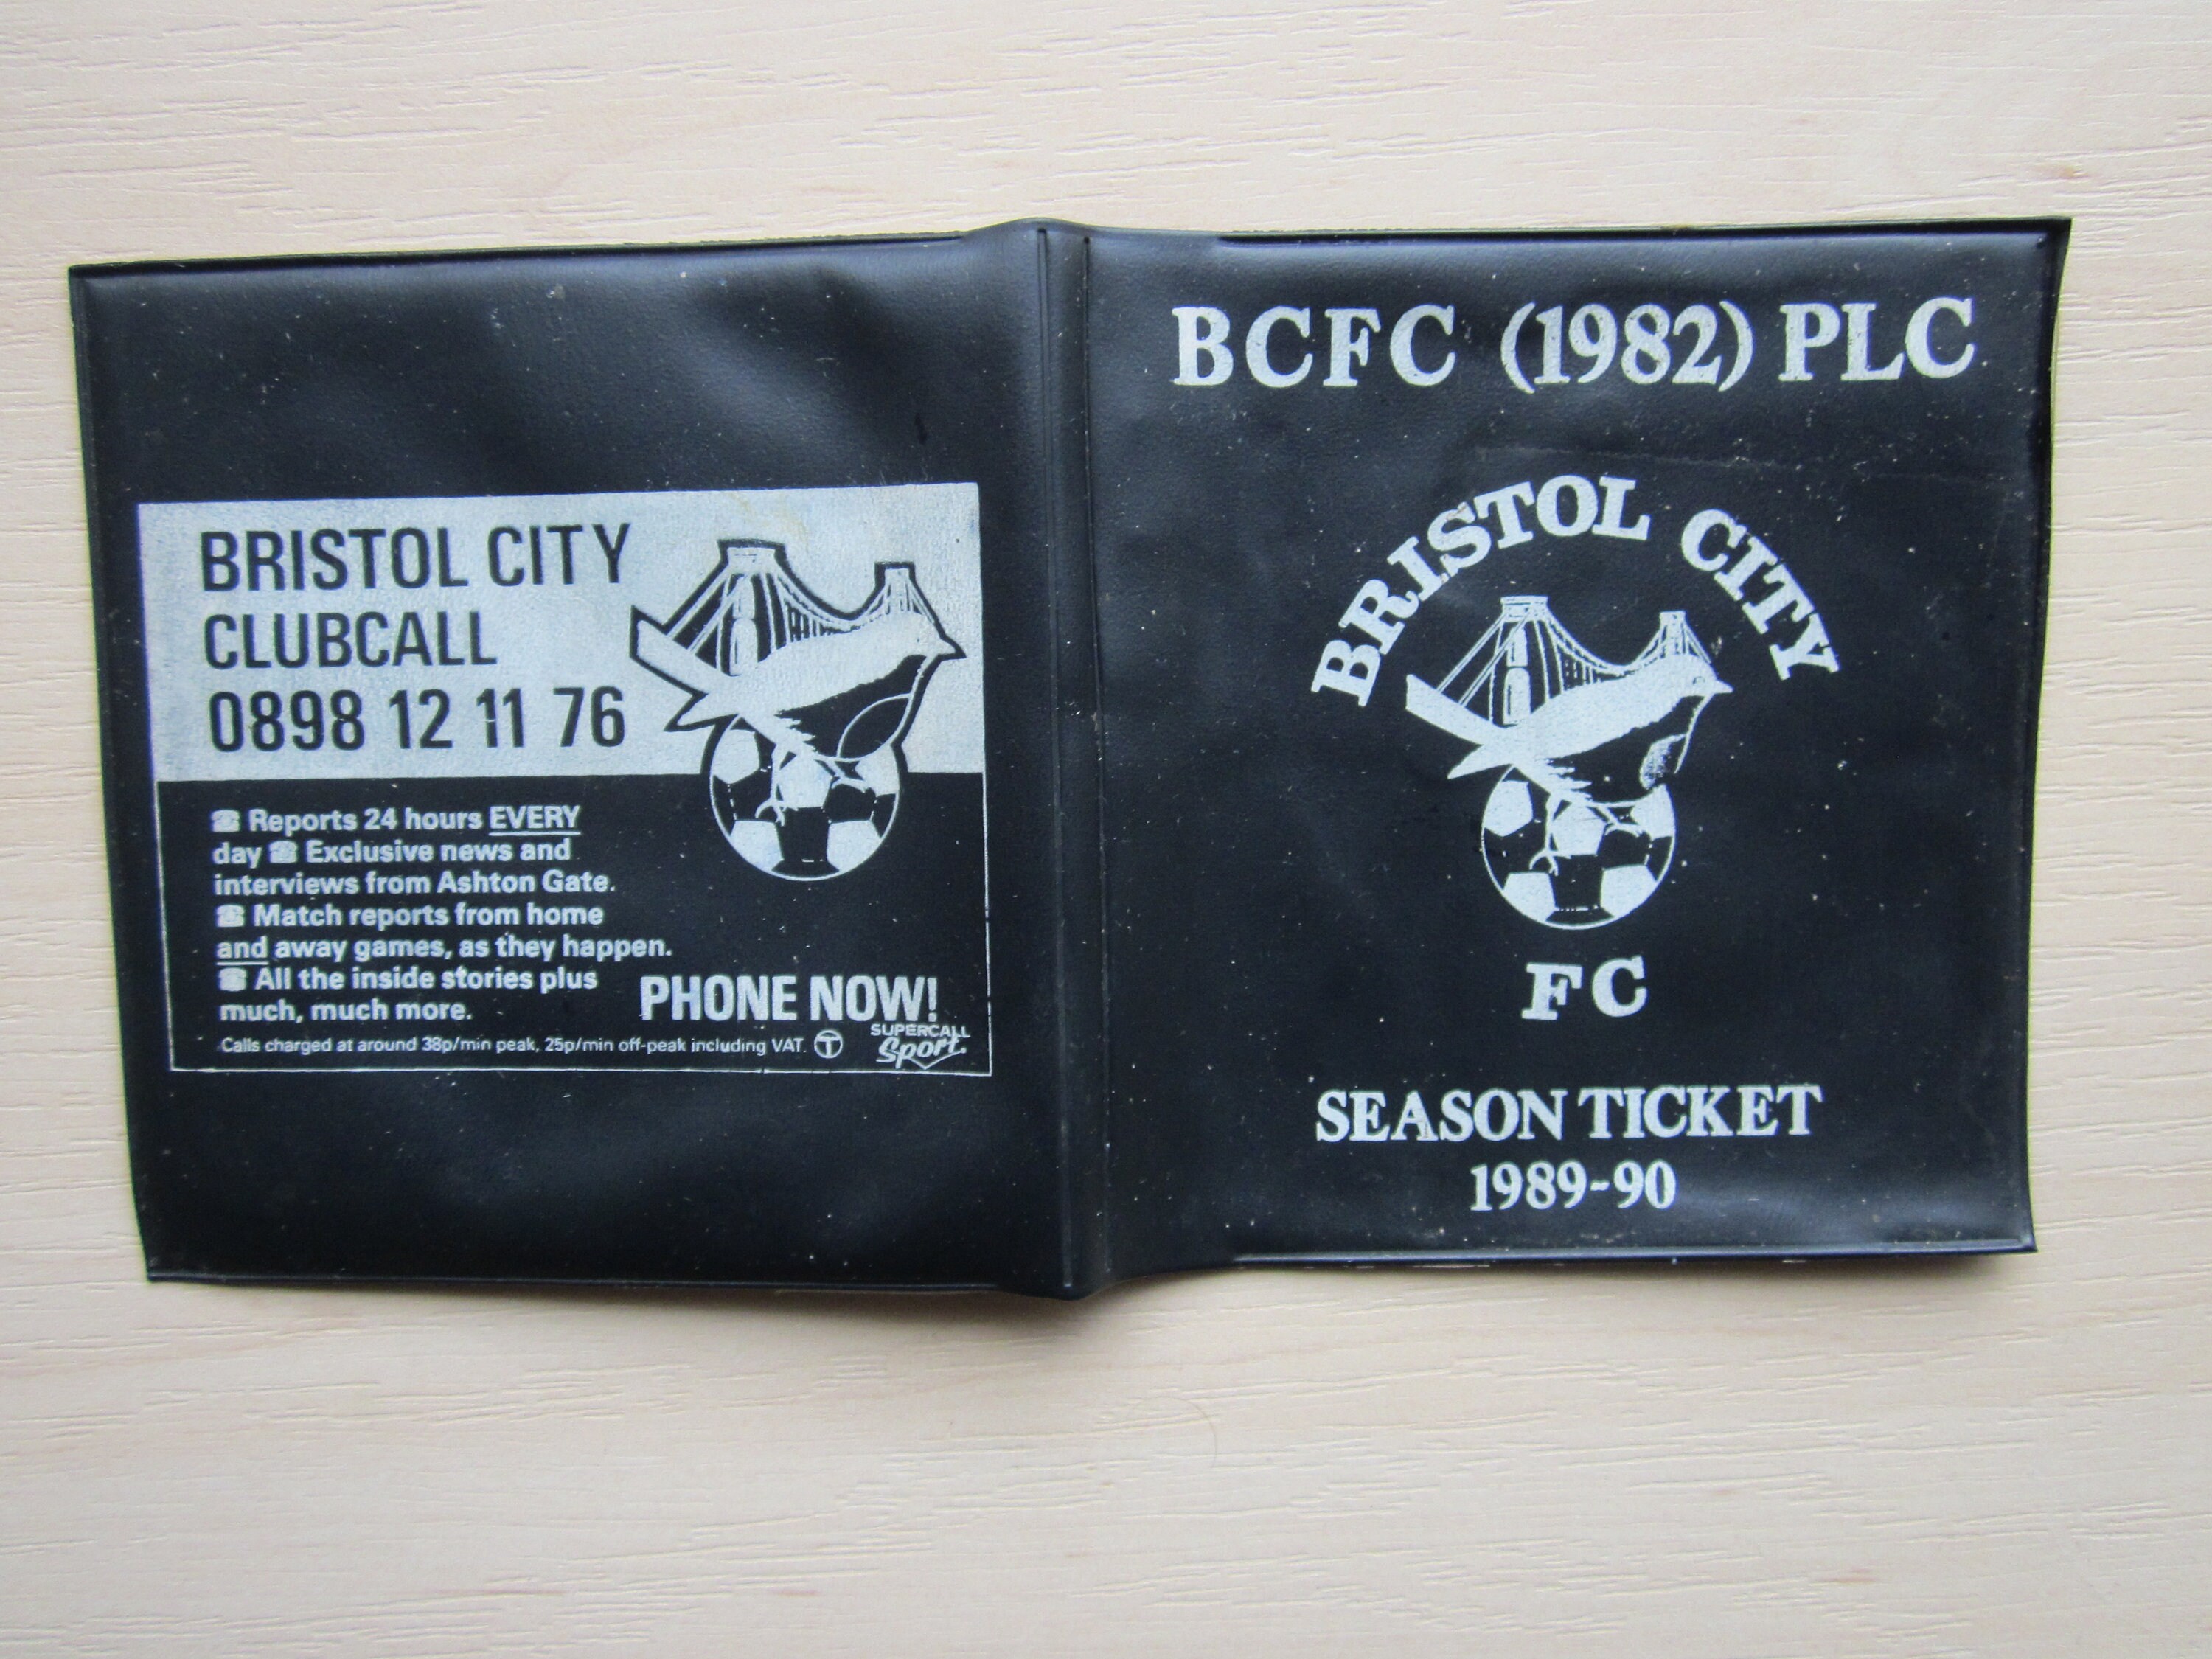 BRISTOL CITY
CLUBCALL
0898 12 11 76
☎ Reports 24 hours EVERY
day ☎ Exclusive news and
interviews from Ashton Gate.
☎ Match reports from home
and away games, as they happen.
☎ All the inside stories plus
much, much more.
PHONE NOW!
Calls charged at around 38p/min peak, 25p/min off-peak including VAT.
T
SUPERCALL
Sport.
BCFC (1982) PLC
BRISTOL CITY
FC
SEASON TICKET
1989-90